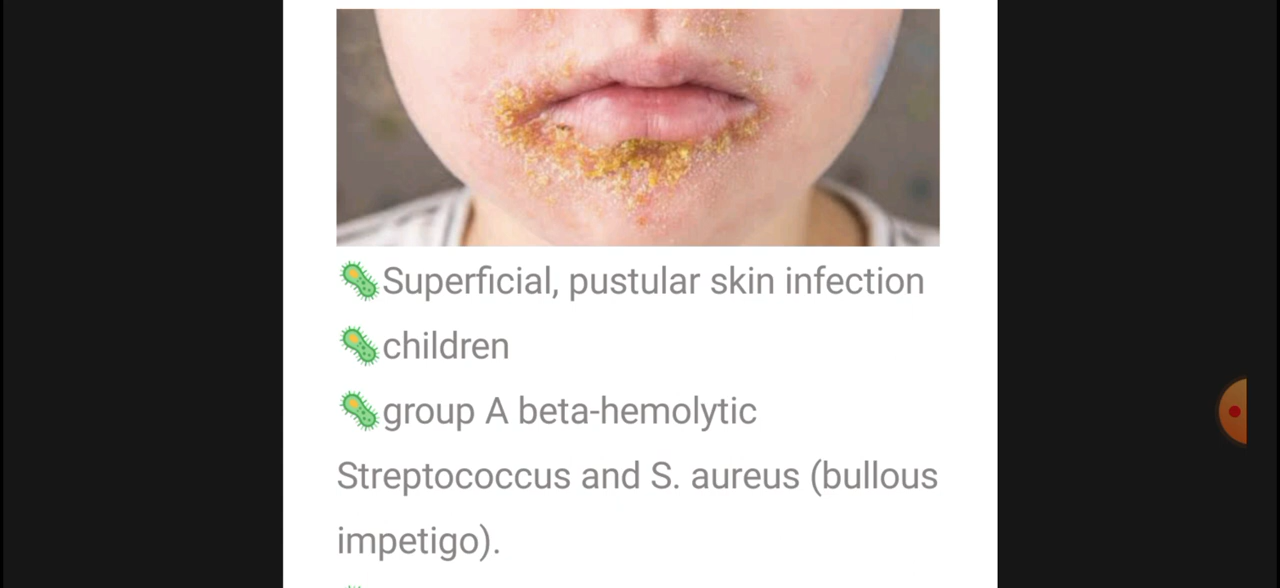 🦠Superficial, pustular skin infection
🦠children
🦠group A beta-hemolytic
Streptococcus and S. aureus (bullous
impetigo).